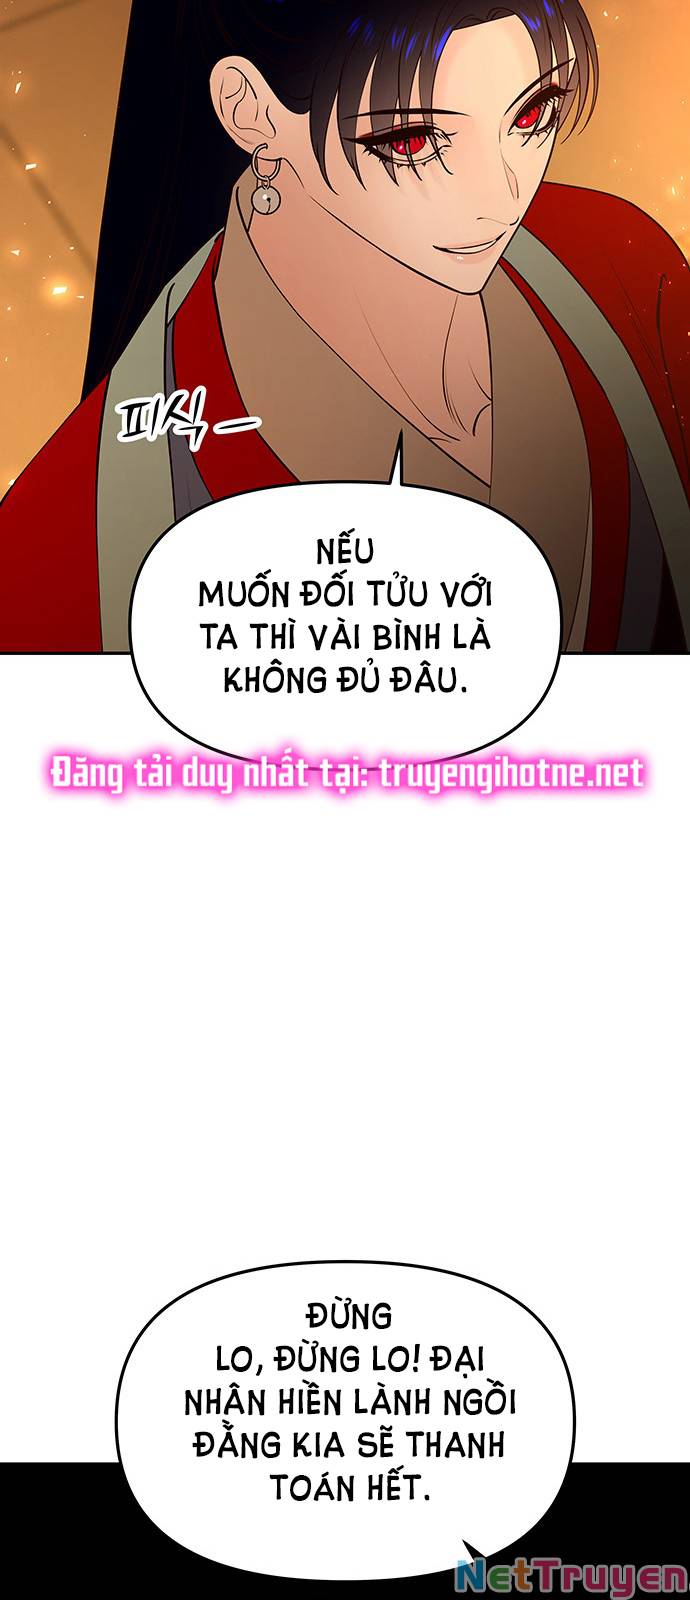 피식
NẾU
MUỐN ĐỐI TỬU VỚI
TA THÌ VÀI BÌNH LÀ
KHÔNG ĐỦ ĐÂU.
Đăng tải duy nhất tại: truyengihotne.net
ĐỪNG
LO, ĐỪNG LO! ĐẠI
NHÂN HIỀN LÀNH NGỒI
ĐẰNG KIA SẼ THANH
TOÁN HẾT.
NetTruyen